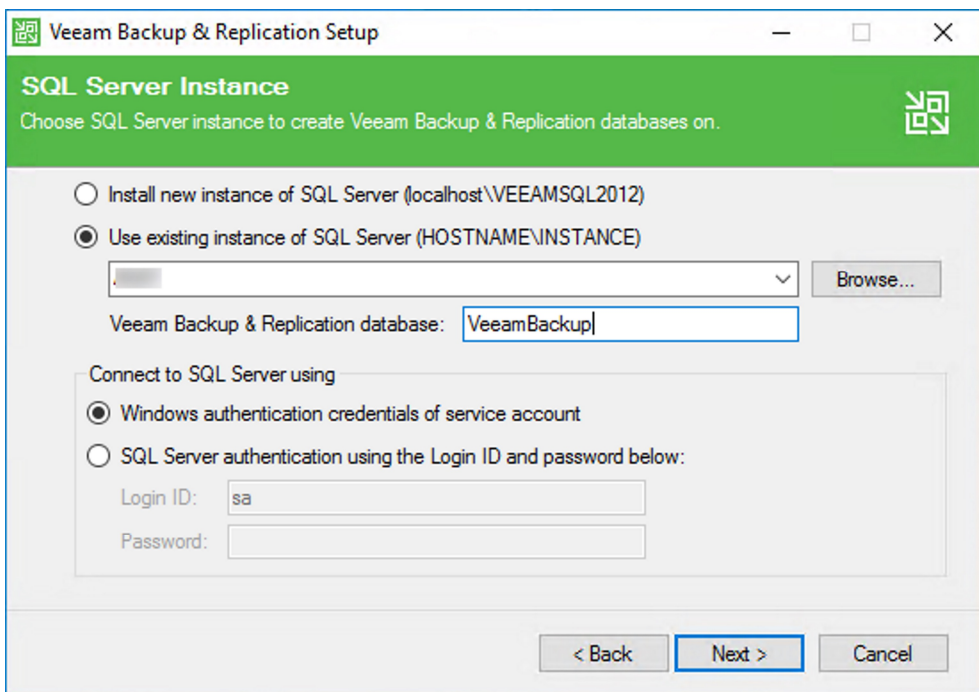 Veeam Backup & Replication Setup
SQL Server Instance
Choose SQL Server instance to create Veeam Backup & Replication databases on.
Install new instance of SQL Server (localhost\VEEAMSQL2012)
Use existing instance of SQL Server (HOSTNAME\INSTANCE)
Browse...
Veeam Backup & Replication database: VeeamBackup
Connect to SQL Server using
Windows authentication credentials of service account
SQL Server authentication using the Login ID and password below:
Login ID: sa
Password:
< Back Next > Cancel